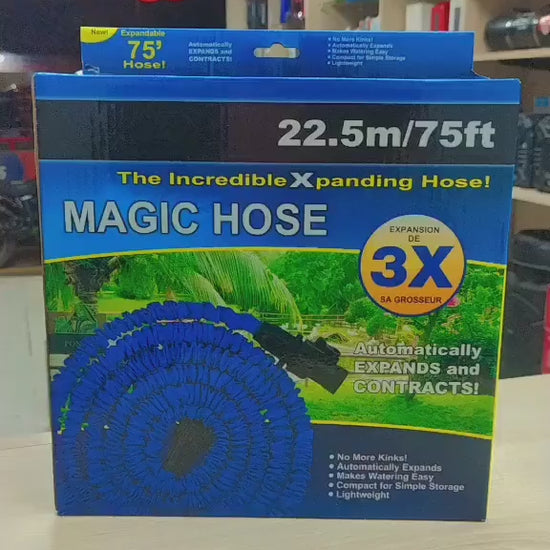 New!
Expandable
75'
Hose!
Automatically
EXPANDS and
CONTRACTS!
• No More Kinks!
• Automatically Expands
• Makes Watering Easy
• Compact for Simple Storage
• Lightweight
22.5m/75ft
The Incredible Xpanding Hose!
MAGIC HOSE
EXPANSION
DE
3X
SA GROSSEUR
Automatically
EXPANDS and
CONTRACTS!
• No More Kinks!
• Automatically Expands
• Makes Watering Easy
• Compact for Simple Storage
• Lightweight